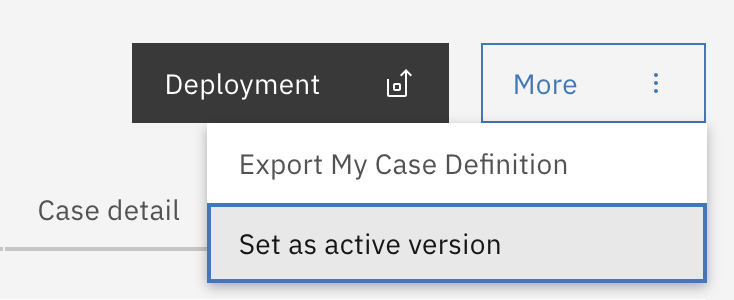 Deployment
More
Export My Case Definition
Case detail
Set as active version